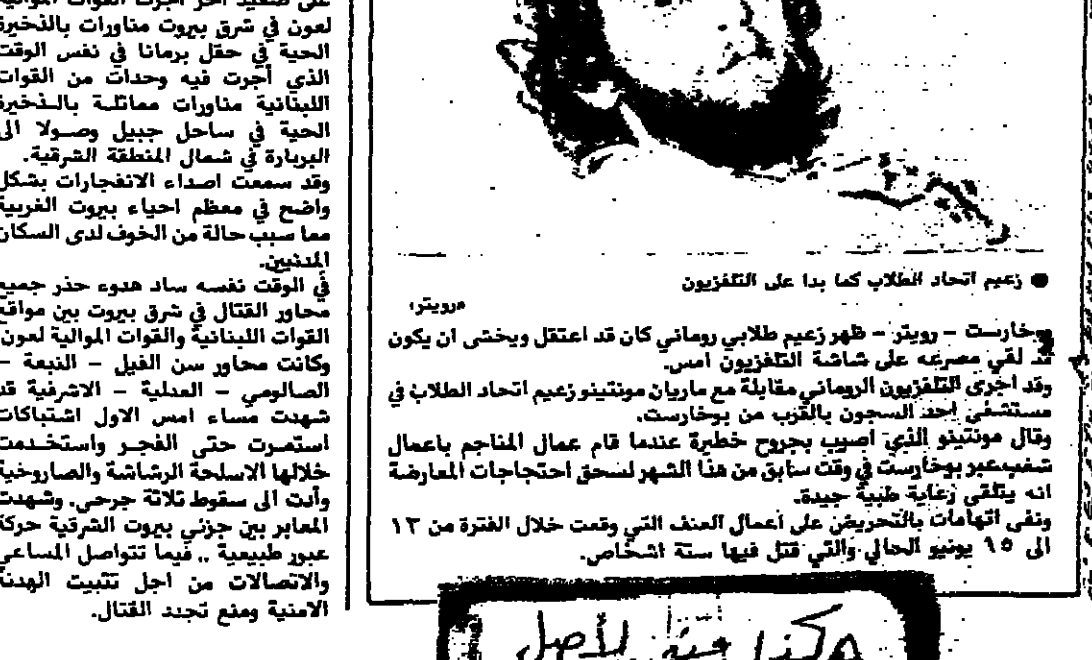 لعون في شرق بيروت مناورات بالذخيرة
الحية في حقل برمانا في نفس الوقت
الذي أجرت فيه وحدات من القوات
اللبنانية مناورات مماثلة بالذخيرة
الحية في ساحل جبيل وصولا الى
البربارة في شمال المنطقة الشرقية.
وقد سمعت اصداء الانفجارات بشكل
واضح في معظم احياء بيروت الغربية
مما سبب حالة من الخوف لدى السكان
المدنيين.
في الوقت نفسه ساد هدوء حذر جميع
محاور القتال في شرق بيروت بين مواقع
القوات اللبنانية والقوات الموالية لعون.
وكانت محاور سن الفيل – النبعة –
الصالومي – العدلية – الاشرفية قد
شهدت مساء امس الاول اشتباكات
استمرت حتى الفجر واستخدمت
خلالها الاسلحة الرشاشة والصاروخية
وأدت الى سقوط ثلاثة جرحى. وشهدت
المعابر بين جزئي بيروت الشرقية حركة
عبور طبيعية .. فيما تتواصل المساعي
والاتصالات من اجل تثبيت الهدنة
الامنية ومنع تجدد القتال.
● زعيم اتحاد الطلاب كما بدا على التلفزيون
«رويتر»
بوخارست – رويتر – ظهر زعيم طلابي روماني كان قد اعتقل ويخشى ان يكون
قد لقي مصرعه على شاشة التلفزيون امس.
وقد اجرى التلفزيون الروماني مقابلة مع ماريان مونتينو زعيم اتحاد الطلاب في
مستشفى احد السجون بالقرب من بوخارست.
وقال مونتينو الذي اصيب بجروح خطيرة عندما قام عمال المناجم باعمال
شغب عبر بوخارست في وقت سابق من هذا الشهر لسحق احتجاجات المعارضة
انه يتلقى رعاية طبية جيدة.
ونفى اتهامات بالتحريض على أعمال العنف التي وقعت خلال الفترة من ١٣
الى ١٥ يونيو الحالي والتي قتل فيها ستة اشخاص.
هكذا منه لأصل